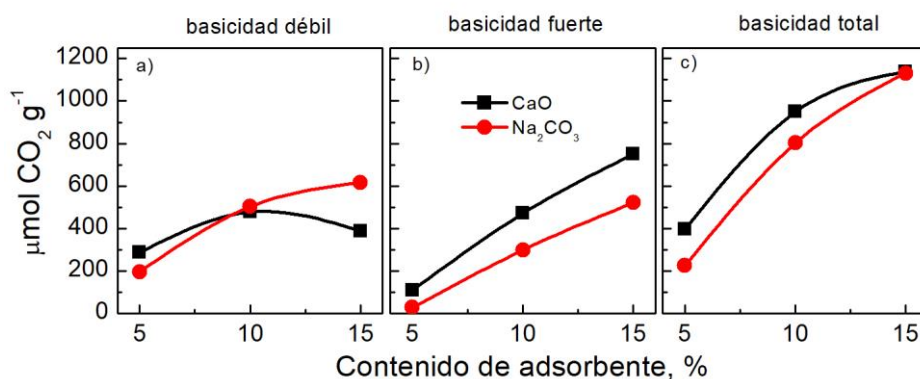 basicidad débil
basicidad fuerte
basicidad total
μmol CO₂ g⁻¹
1200
1000
800
600
400
200
0
a)
b)
c)
CaO
Na₂CO₃
5 10 15
5 10 15
5 10 15
Contenido de adsorbente, %